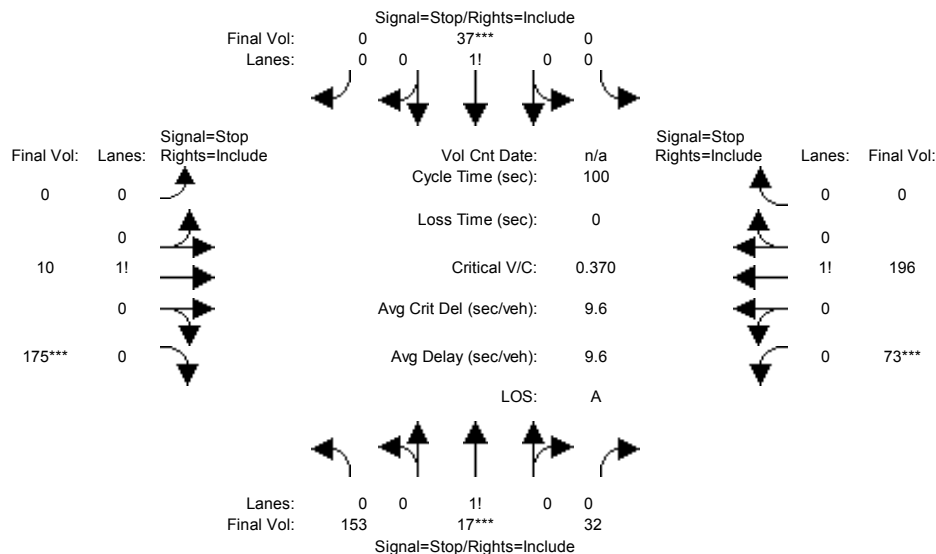 Signal=Stop/Rights=Include
Final Vol: 0 37*** 0
Lanes: 0 0 1! 0 0
Signal=Stop Signal=Stop
Final Vol: Lanes: Rights=Include Vol Cnt Date: n/a Rights=Include Lanes: Final Vol:
Cycle Time (sec): 100
0 0 0 0
Loss Time (sec): 0
0 0
10 1! Critical V/C: 0.370 1! 196
0 Avg Crit Del (sec/veh): 9.6 0
175*** 0 Avg Delay (sec/veh): 9.6 0 73***
LOS: A
Lanes: 0 0 1! 0 0
Final Vol: 153 17*** 32
Signal=Stop/Rights=Include